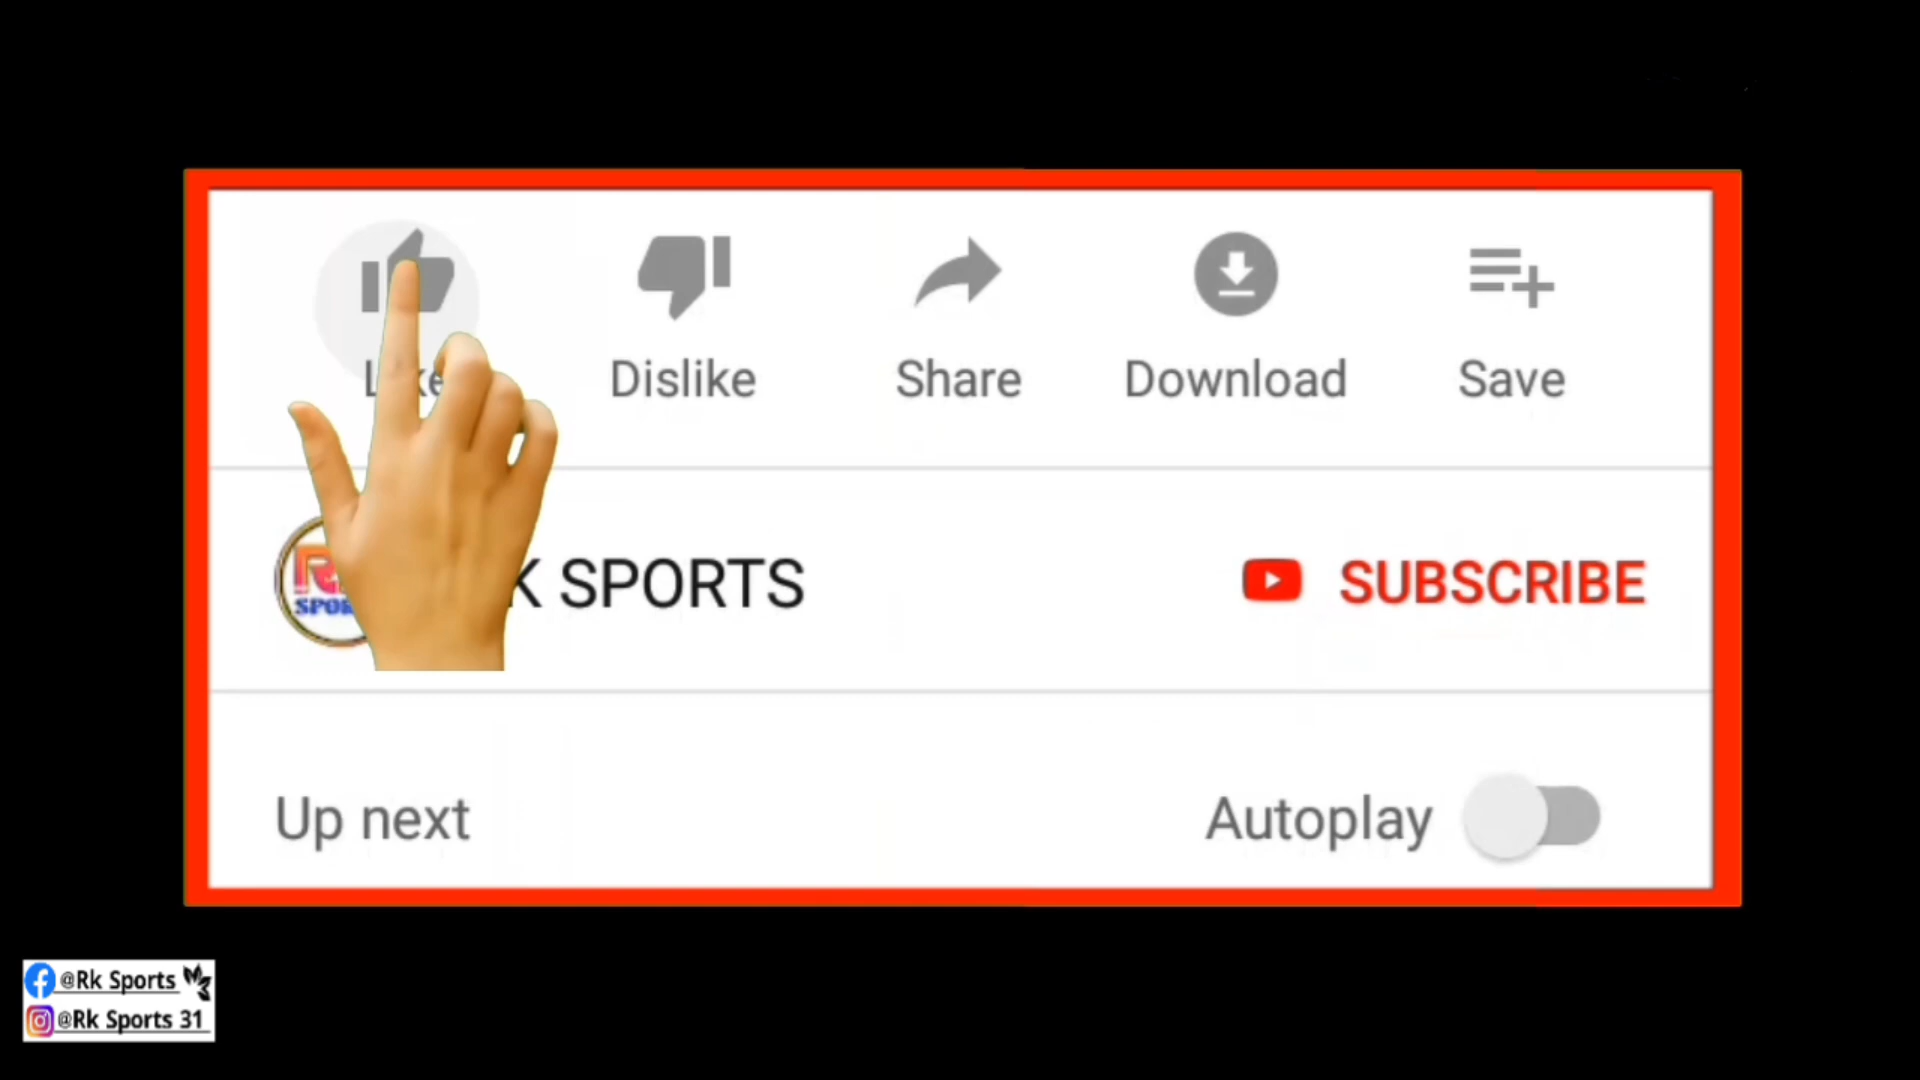 Dislike Share Download Save
SPORTS SUBSCRIBE
Up next Autoplay
@Rk Sports
@Rk Sports 31